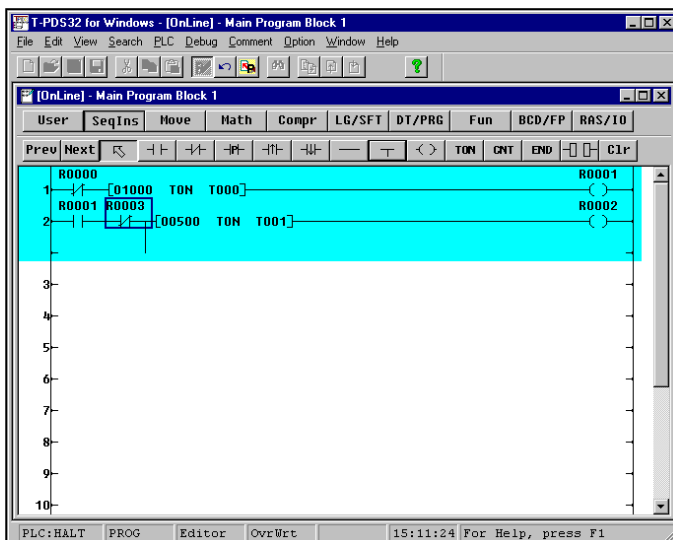 T-PDS32 for Windows - [OnLine] - Main Program Block 1
File Edit View Search PLC Debug Comment Option Window Help
[OnLine] - Main Program Block 1
User SeqIns Move Math Compr LG/SFT DT/PRG Fun BCD/FP RAS/IO
Prev Next P TON CNT END Clr
R0000 R0001
1 [01000 TON T000] ( )
R0001 R0003 R0002
2 [00500 TON T001] ( )
3
4
5
6
7
8
9
10
PLC:HALT PROG Editor OvrWrt 15:11:24 For Help, press F1